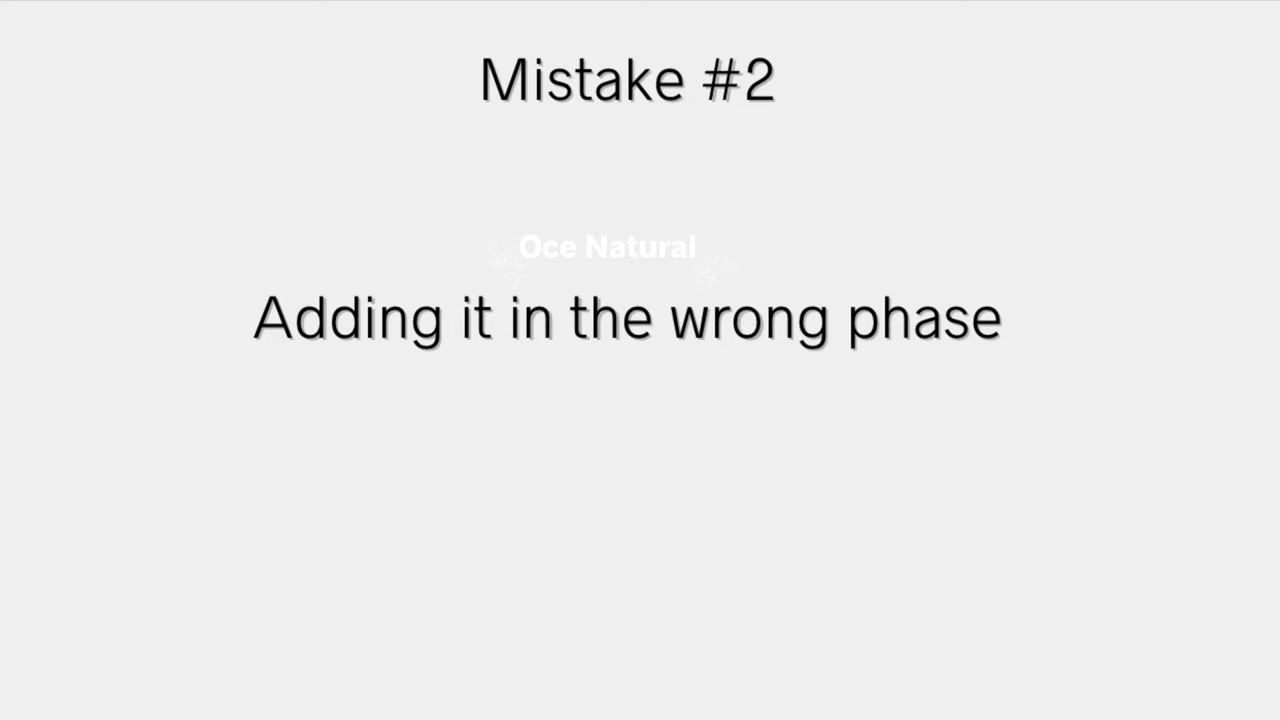 Mistake #2
Oce Natural
Adding it in the wrong phase